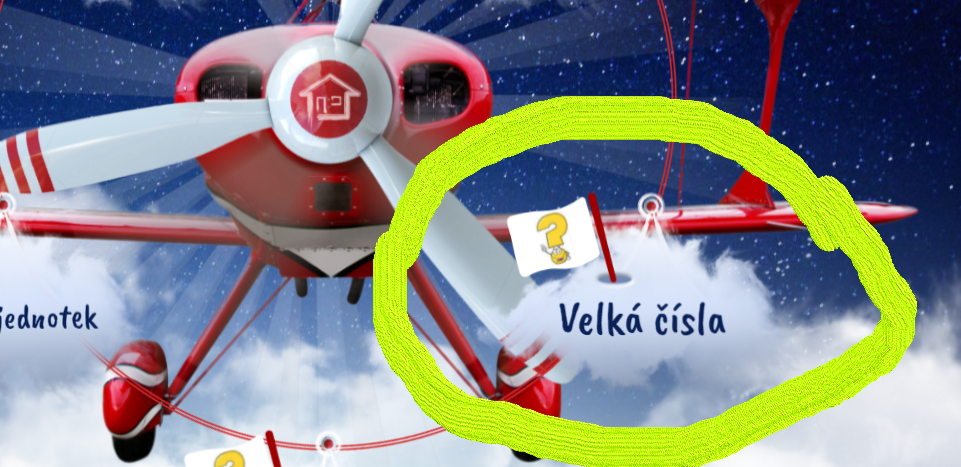 ?
jednotek
Velká čísla
?